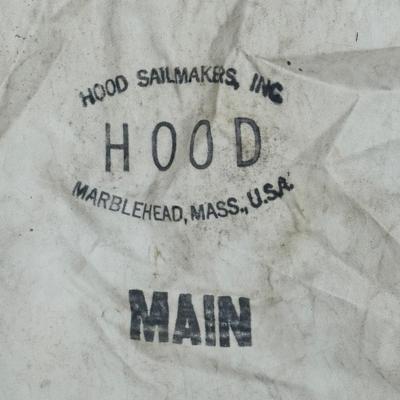 HOOD SAILMAKERS, INC
HOOD
MARBLEHEAD, MASS., U.S.A.
MAIN